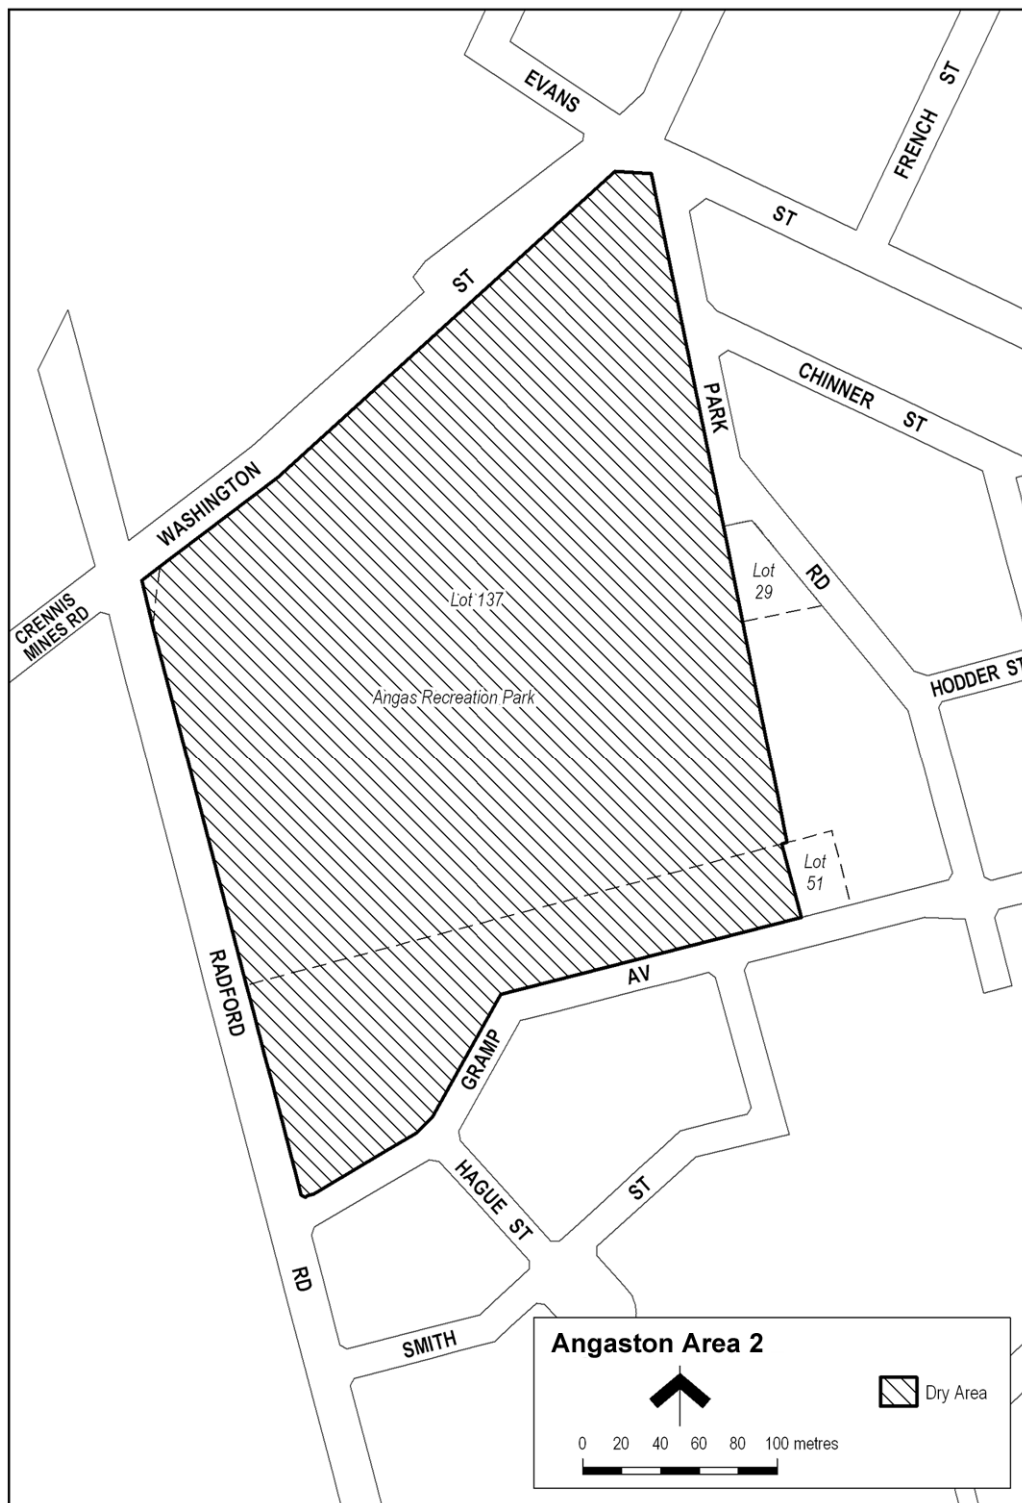 EVANS
ST
FRENCH ST
ST
CHINNER ST
PARK
WASHINGTON
Lot
29
RD
Lot 137
CRENNIS
MINES RD
HODDER ST
Angas Recreation Park
Lot
51
RADFORD
AV
GRAMP
HAGUE ST
ST
RD
SMITH
Angaston Area 2
Dry Area
0 20 40 60 80 100 metres